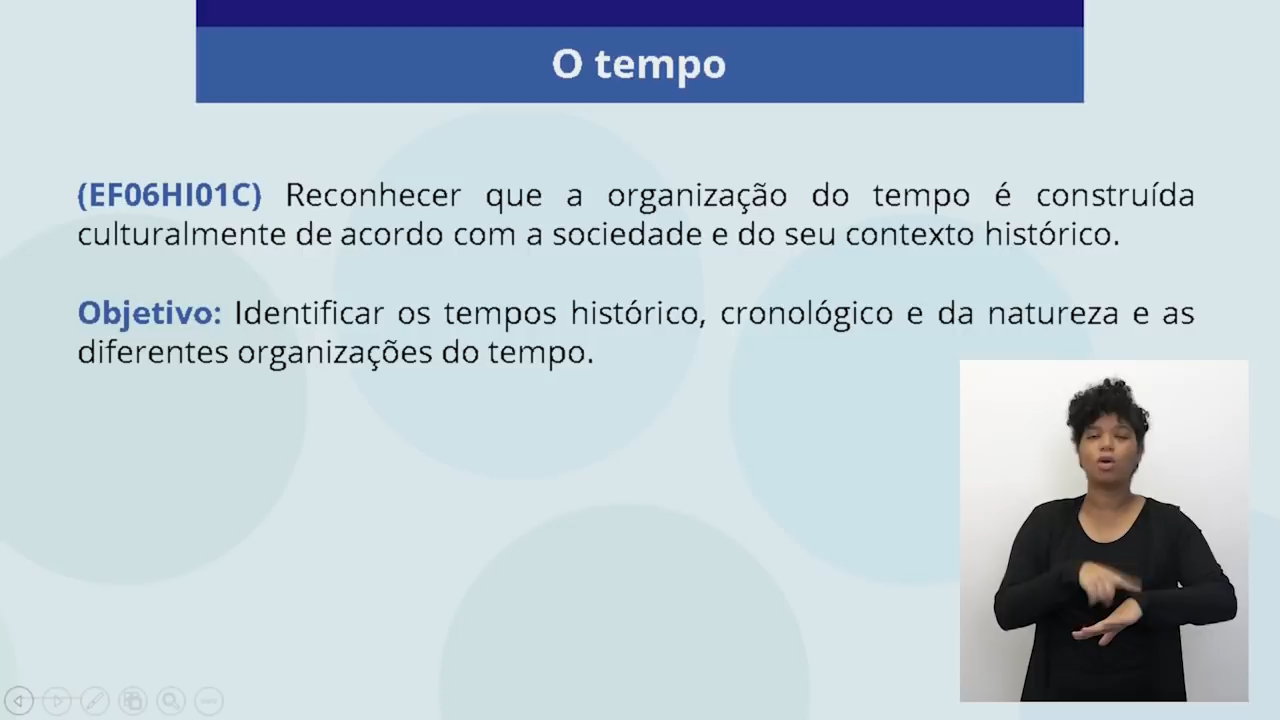 O tempo
(EF06HI01C) Reconhecer que a organização do tempo é construída
culturalmente de acordo com a sociedade e do seu contexto histórico.
Objetivo: Identificar os tempos histórico, cronológico e da natureza e as
diferentes organizações do tempo.